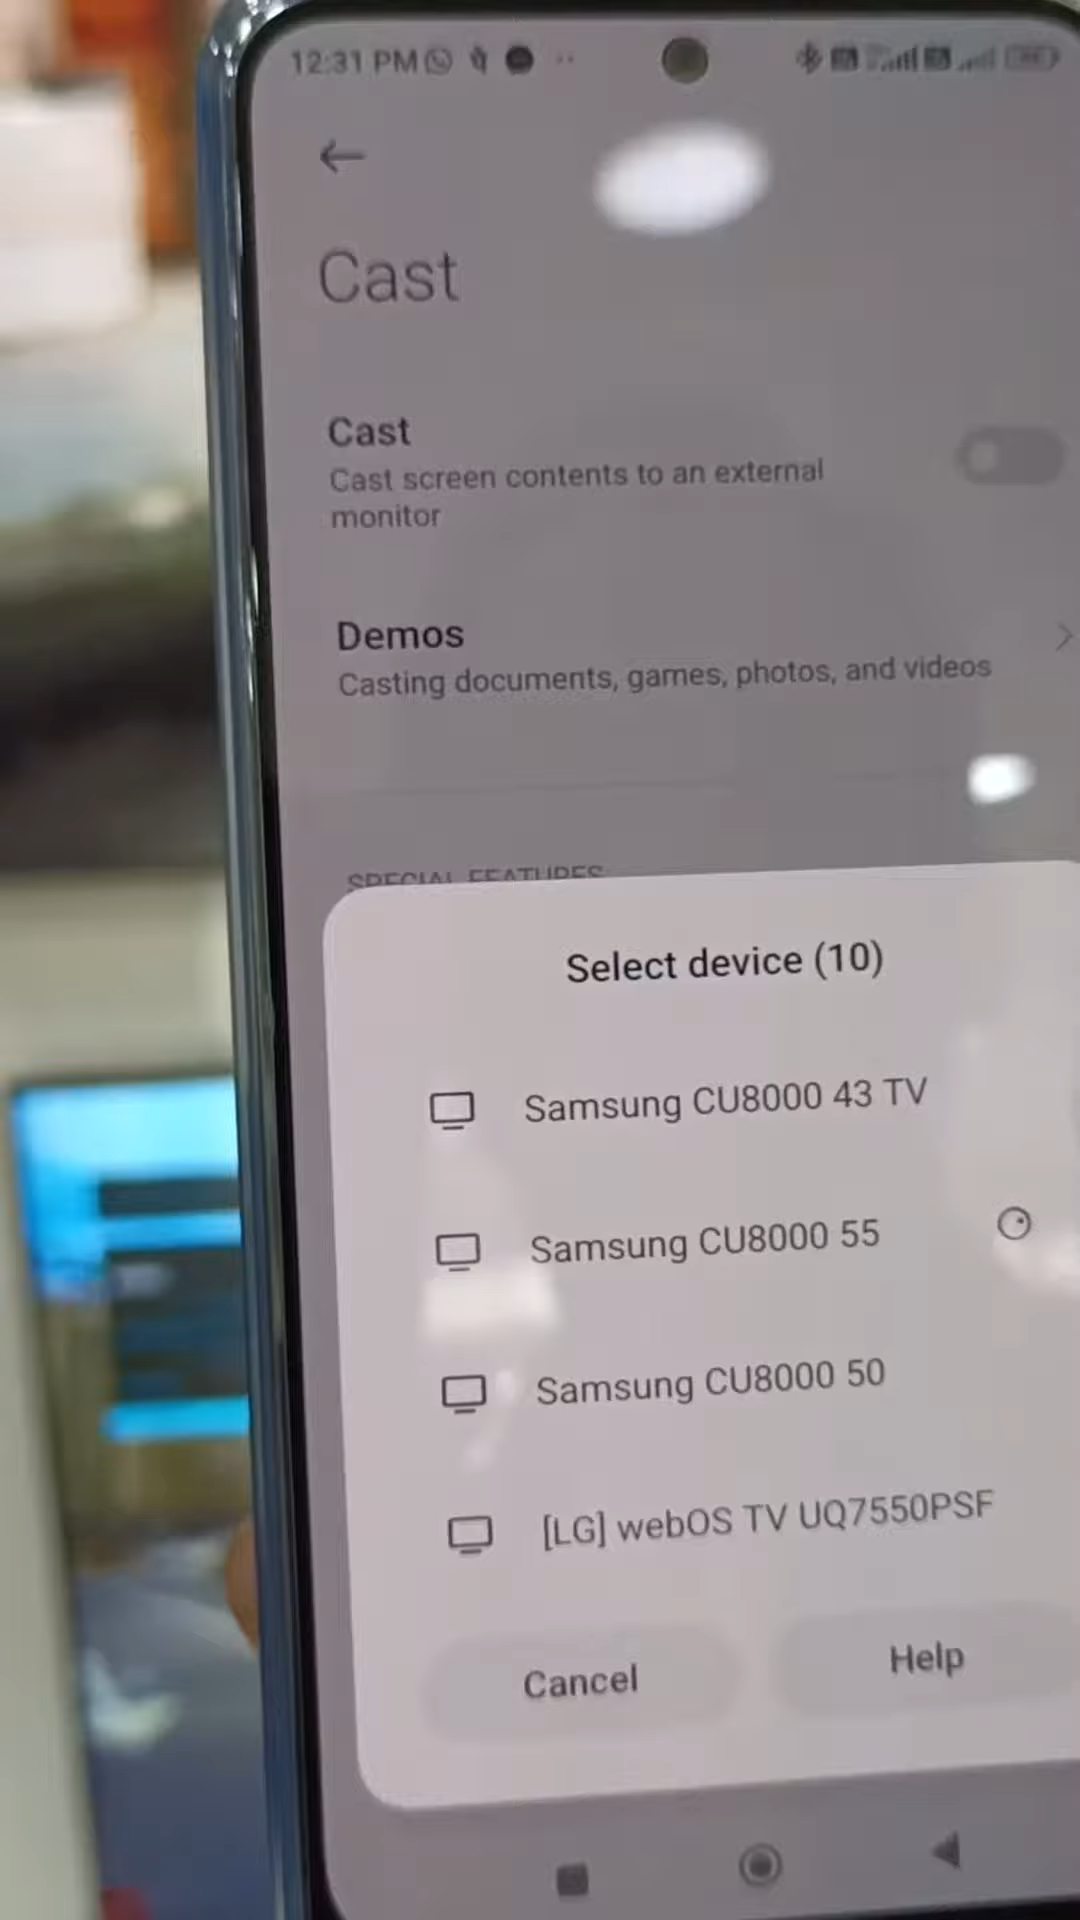 12:31 PM
Cast
Cast
Cast screen contents to an external
monitor
Demos
Casting documents, games, photos, and videos
SPECIAL FEATURES
Select device (10)
Samsung CU8000 43 TV
Samsung CU8000 55
Samsung CU8000 50
[LG] webOS TV UQ7550PSF
Cancel
Help